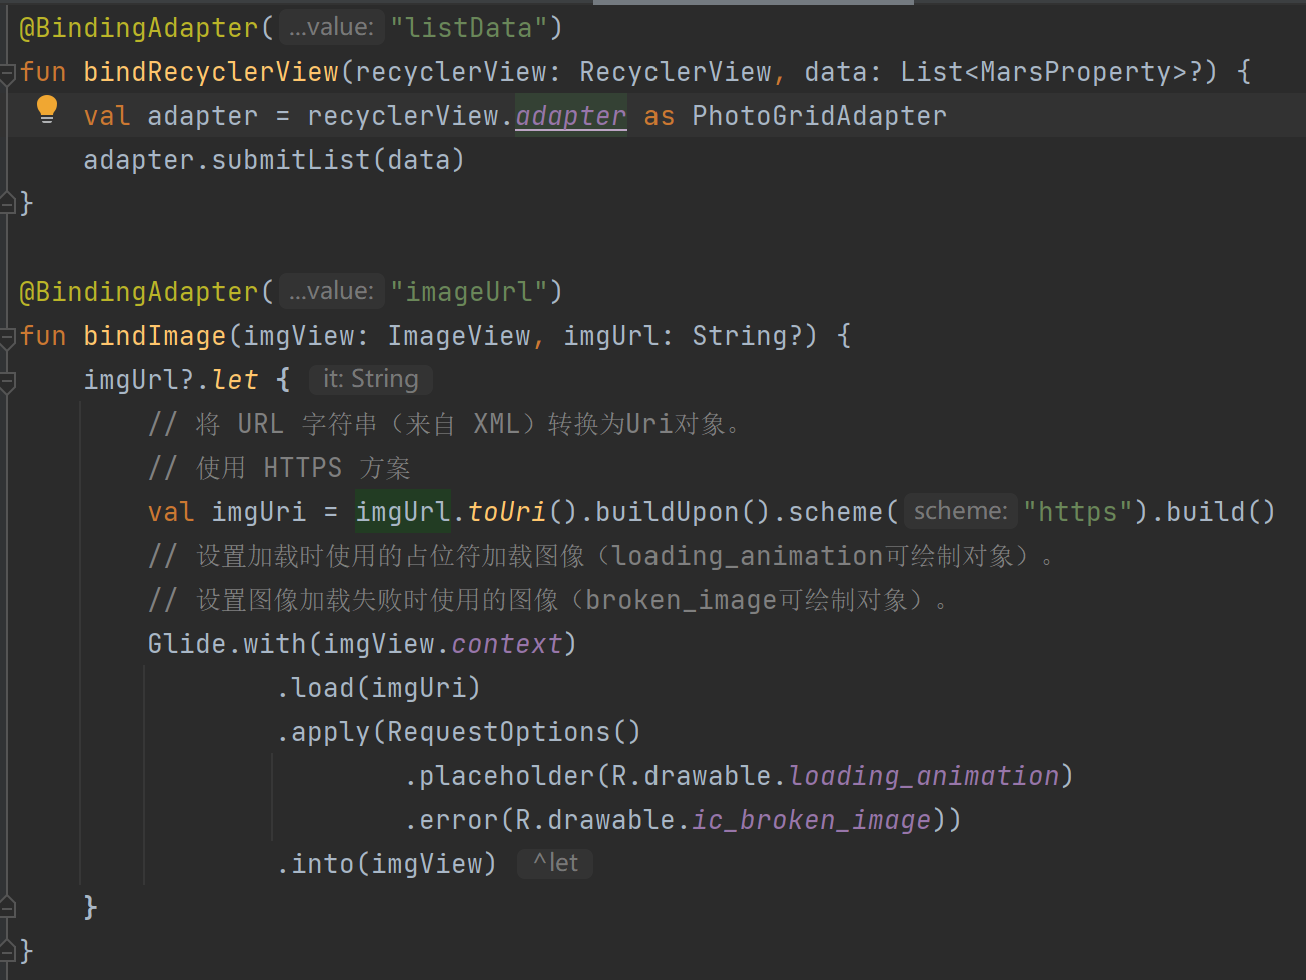 @BindingAdapter( ...value: "listData")
fun bindRecyclerView(recyclerView: RecyclerView, data: List<MarsProperty>?) {
    val adapter = recyclerView.adapter as PhotoGridAdapter
    adapter.submitList(data)
}

@BindingAdapter( ...value: "imageUrl")
fun bindImage(imgView: ImageView, imgUrl: String?) {
    imgUrl?.let { it: String
        // 将 URL 字符串（来自 XML）转换为Uri对象。
        // 使用 HTTPS 方案
        val imgUri = imgUrl.toUri().buildUpon().scheme( scheme: "https").build()
        // 设置加载时使用的占位符加载图像（loading_animation可绘制对象）。
        // 设置图像加载失败时使用的图像（broken_image可绘制对象）。
        Glide.with(imgView.context)
                .load(imgUri)
                .apply(RequestOptions()
                        .placeholder(R.drawable.loading_animation)
                        .error(R.drawable.ic_broken_image))
                .into(imgView) ^let
    }
}